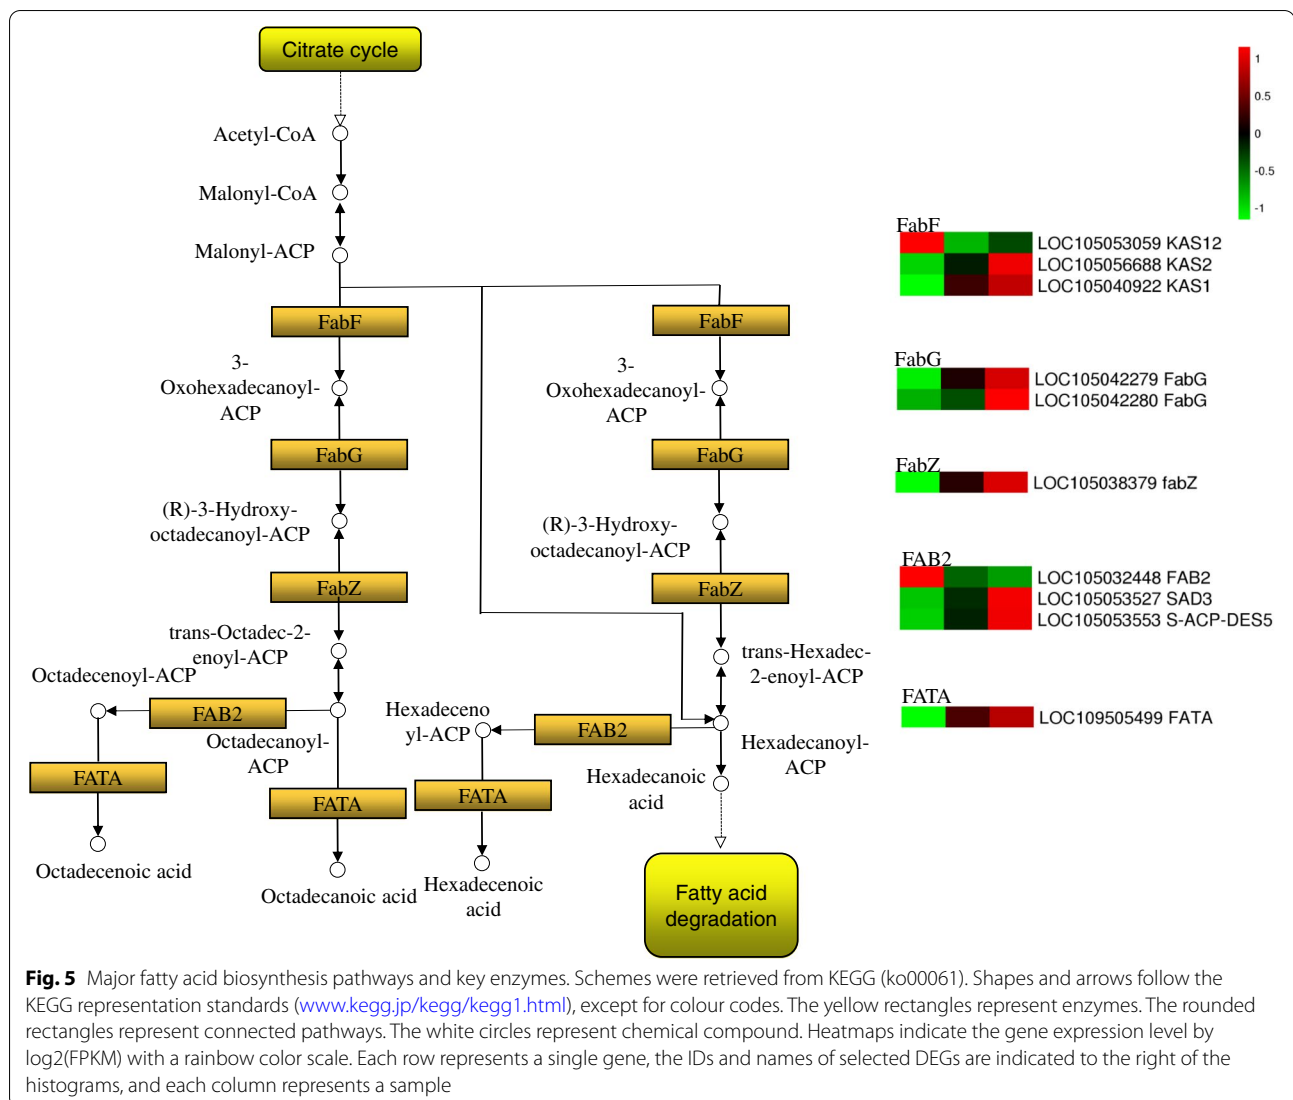 Citrate cycle
Acetyl-CoA
Malonyl-CoA
Malonyl-ACP
FabF
3-
Oxohexadecanoyl-
ACP
FabG
(R)-3-Hydroxy-
octadecanoyl-ACP
FabZ
trans-Octadec-2-
enoyl-ACP
Octadecenoyl-ACP
FAB2
Octadecanoyl-
ACP
FATA
FATA
Octadecenoic acid
Octadecanoic acid
FabF
3-
Oxohexadecanoyl-
ACP
FabG
(R)-3-Hydroxy-
octadecanoyl-ACP
FabZ
trans-Hexadec-
2-enoyl-ACP
Hexadeceno
yl-ACP
FAB2
Hexadecanoyl-
ACP
FATA
Hexadecanoic
acid
Hexadecenoic
acid
Fatty acid
degradation
1
0.5
0
-0.5
-1
FabF
LOC105053059 KAS12
LOC105056688 KAS2
LOC105040922 KAS1
FabG
LOC105042279 FabG
LOC105042280 FabG
FabZ
LOC105038379 fabZ
FAB2
LOC105032448 FAB2
LOC105053527 SAD3
LOC105053553 S-ACP-DES5
FATA
LOC109505499 FATA
Fig. 5 Major fatty acid biosynthesis pathways and key enzymes. Schemes were retrieved from KEGG (ko00061). Shapes and arrows follow the
KEGG representation standards (www.kegg.jp/kegg/kegg1.html), except for colour codes. The yellow rectangles represent enzymes. The rounded
rectangles represent connected pathways. The white circles represent chemical compound. Heatmaps indicate the gene expression level by
log2(FPKM) with a rainbow color scale. Each row represents a single gene, the IDs and names of selected DEGs are indicated to the right of the
histograms, and each column represents a sample